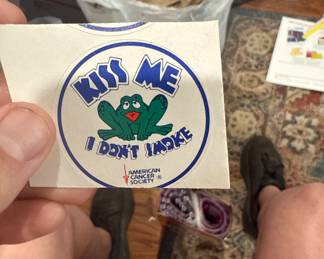 KISS ME
I DON'T SMOKE
AMERICAN
CANCER
SOCIETY ®